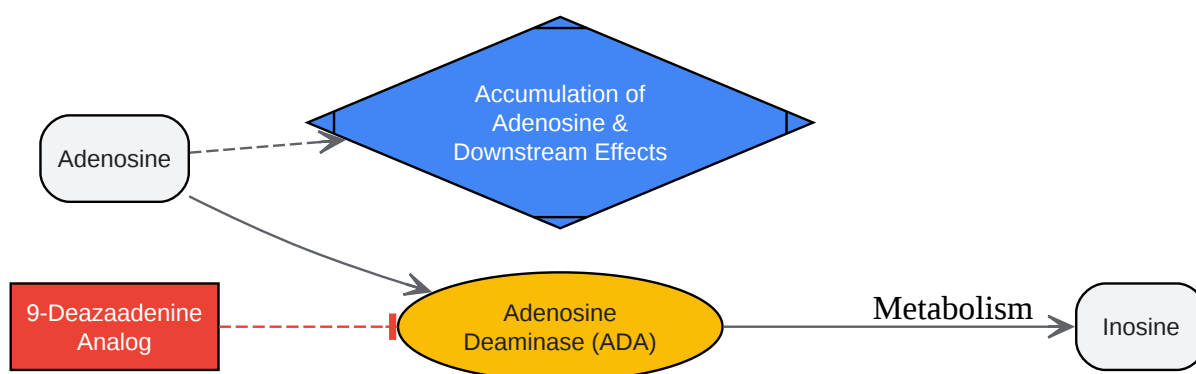 Accumulation of
Adenosine &
Downstream Effects
Adenosine
9-Deazaadenine
Analog
Adenosine
Deaminase (ADA)
Metabolism
Inosine